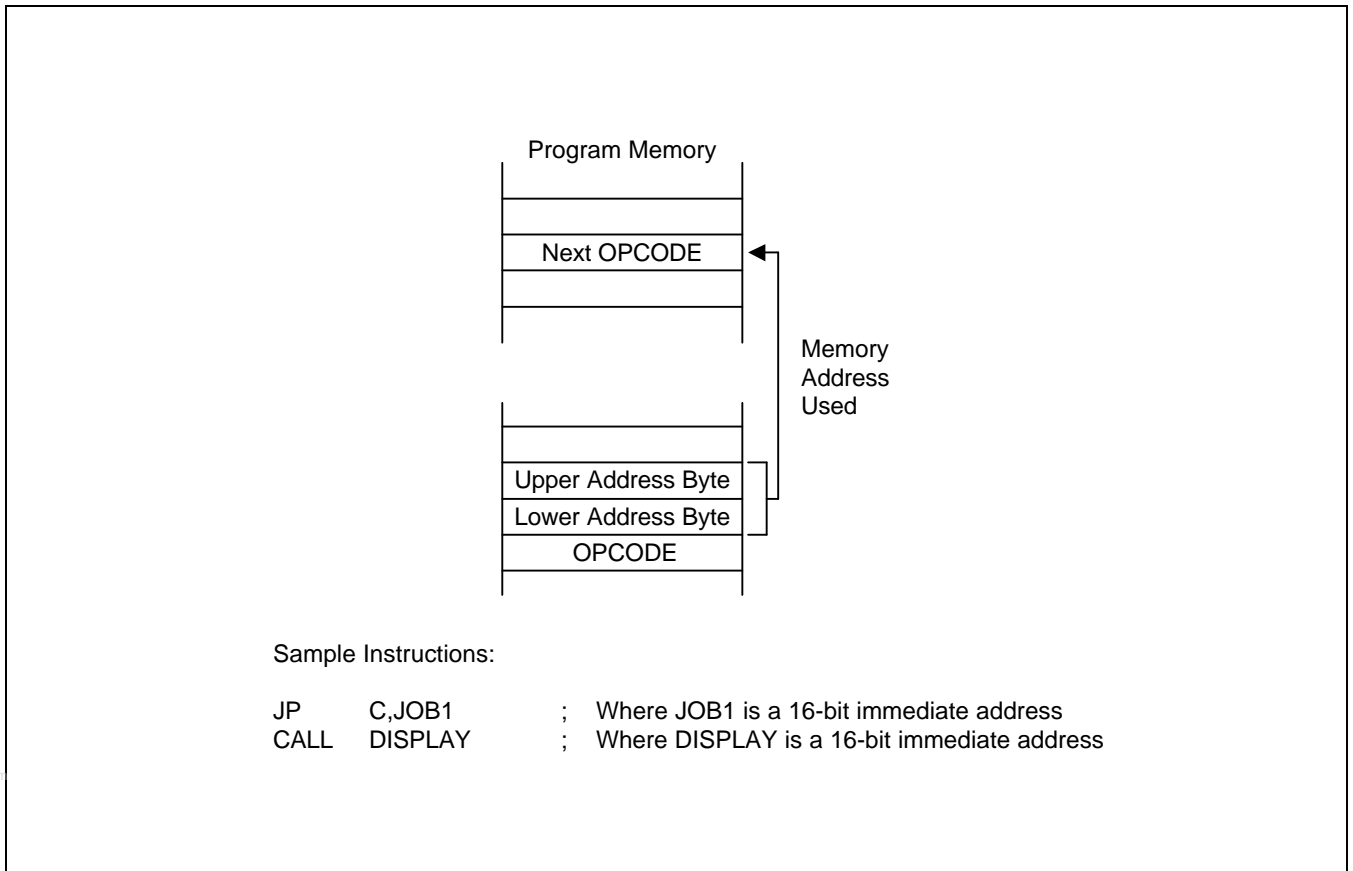 Program Memory
Next OPCODE
Memory
Address
Used
Upper Address Byte
Lower Address Byte
OPCODE
Sample Instructions:
JP C,JOB1 ; Where JOB1 is a 16-bit immediate address
CALL DISPLAY ; Where DISPLAY is a 16-bit immediate address